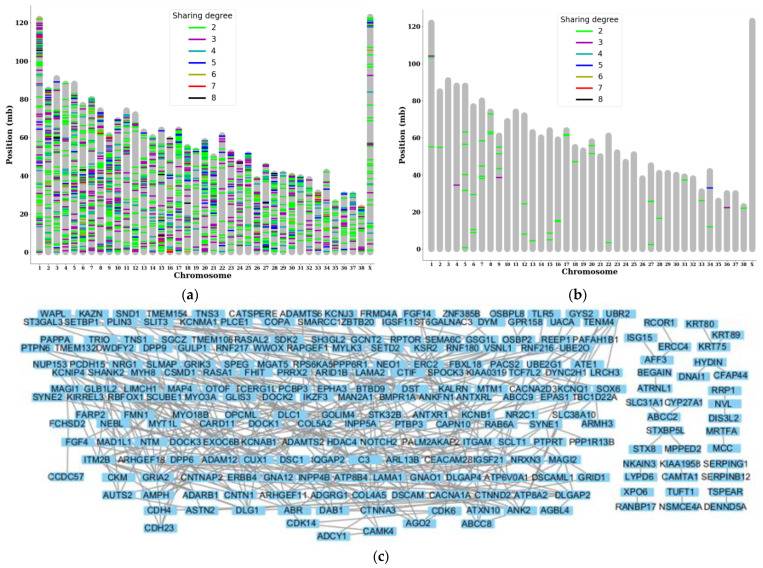 Sharing degree
2
3
4
5
6
7
8
120
100
80
60
40
20
0
Position (mb)
1 2 3 4 5 6 7 8 9 10 11 12 13 14 15 16 17 18 19 20 21 22 23 24 25 26 27 28 29 30 31 32 33 34 35 36 37 38 X
Chromosome
(a)
Sharing degree
2
3
4
5
6
7
8
120
100
80
60
40
20
0
Position (mb)
1 2 3 4 5 6 7 8 9 10 11 12 13 14 15 16 17 18 19 20 21 22 23 24 25 26 27 28 29 30 31 32 33 34 35 36 37 38 X
Chromosome
(b)
WAPL KAZN SND1 TMEM154 TNS3 CATSPERE ADAMTS6 KCNJ3 FRMD4A FGF14 ZNF385B OSBPL8 TLR5 GYS2 UBR2
ST3GAL3 SETBP1 PLIN3 SLIT3 KCNMA1 PLCE1 COPA SMARCC1 ZBTB20 IGSF11 ST6GALNAC3 DYM GPR158 UACA TENM4
PAPPA TRIO TNS1 SGCZ TMEM106 RASAL2 SDK2 SH3GL2 GCNT2 RPTOR SEMA6C GSG1L OSBP2 REEP1 PAFAH1B1
PTPN6 TMEM132D WDFY2 DPP9 GULP1 RNF217 WWOX RAPGEF1 MYLK3 SETD2 KSR2 RNF180 VSNL1 RNF216 UBE2O
NUP153 PCDH15 NRG1 SLMAP GRIK3 SPEG MGAT5 RPS6KA5 PPP6R1 NEO1 ERC2 FBXL18 PACS2 UBE2G1 ATE1
KCNIP4 SHANK2 MYH8 CSMD1 RASA1 FHIT PRRX2 ARD1B LAMA2 CTIF SPOCK3 KIAA0319 TCF7L2 DYNC2H1 LRCH3
MAGI1 GLB1L2 LIMCH1 MAP4 OTOF TCERG1L PCBP3 EPHA3 BTBD9 DST KALRN MTM1 CACNA2D3 KCNQ1 SOX6
SYNE2 KIRREL3 RBFOX1 SCUBE1 MYO3A GLIS3 DOCK2 IKZF3 MAN2A1 BMPR1A ANKFN1 ANTXRL ABCC9 EPAS1 TBC1D22A
FARP2 FMN1 MYO18B OPCML DLC1 GOLIM4 STK32B ANTXR1 KCNB1 NR2C1 SLC38A10
FCHSD2 NEBL MYT1L CARD11 DOCK1 COL5A2 INPP5A PTBP3 CAPN10 RAB6A SYNE1 ARMH3
FGF4 MAD1L1 NTM DOCK3 EXOC6B KCNAB1 ADAMTS2 HDAC4 NOTCH2 PALM2AKAP2 ITGAM SCLT1 PTPRT PPP1R13B
ITM2B ARHGEF18 DPP6 ADAM12 CUX1 DSC1 IQGAP2 C3 ARL13B CEACAM28 IGSF21 NRXN3 MAGI2
CCDC57 CKM GRIA2 CNTNAP2 ERBB4 GNA12 INPP4B ATP8B4 LAMA1 GNAO1 DLGAP4 ATP6V0A1 DSCAML1 GRID1
AUTS2 AMPH ADARB1 CNTN1 ARHGEF11 ADGRG1 COL4A5 DSCAM CACNA1A CTNND2 ATP8A2 DLGAP2
CDH4 ASTN2 DLG1 ABR DAB1 CTNNA3 CDK6 ATXN10 ANK2 AGBL4
CDH23 CDK14 AGO2 ABCC8
ADCY1 CAMK4
RCOR1 KRT80
ISG15 KRT89
ERCC4 KRT75
AFF3 HYDIN
BEGAIN DNAI1 CFAP44
ATRNL1 RRP1
SLC31A1 CYP27A1 NVL
ABCC2 DIS3L2
STXBP5L MRTFA
STX8 MPPED2 MCC
NKAIN3 KIAA1958 SERPING1
LYPD6 CAMTA1 SERPINB12
XPO6 TUFT1 TSPEAR
RANBP17 NSMCE4A DENND5A
(c)